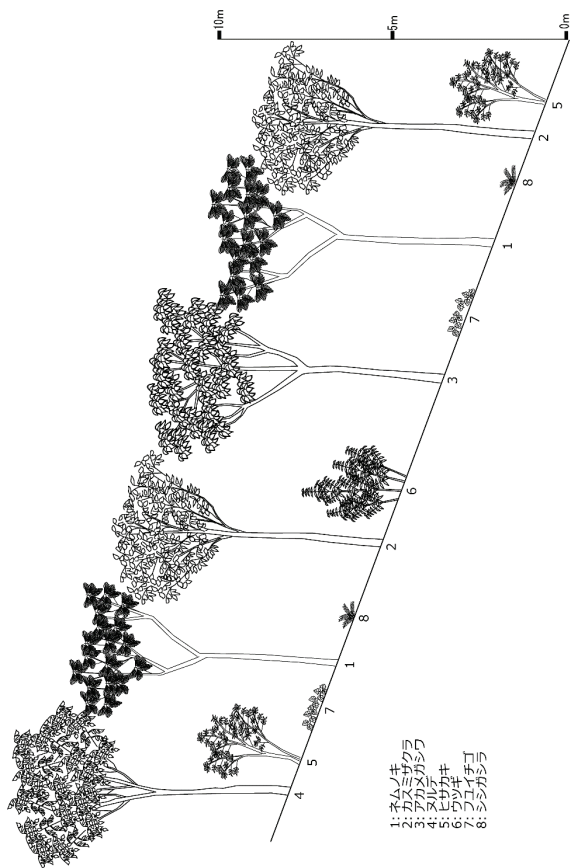 10m
5m
0m
4
5
7
1
8
2
6
3
7
1
8
2
5
1: ネムノキ
2: カスミザクラ
3: アカメガシワ
4: ヌルデ
5: ヒサカキ
6: ウツギ
7: フユイチゴ
8: シシガシラ